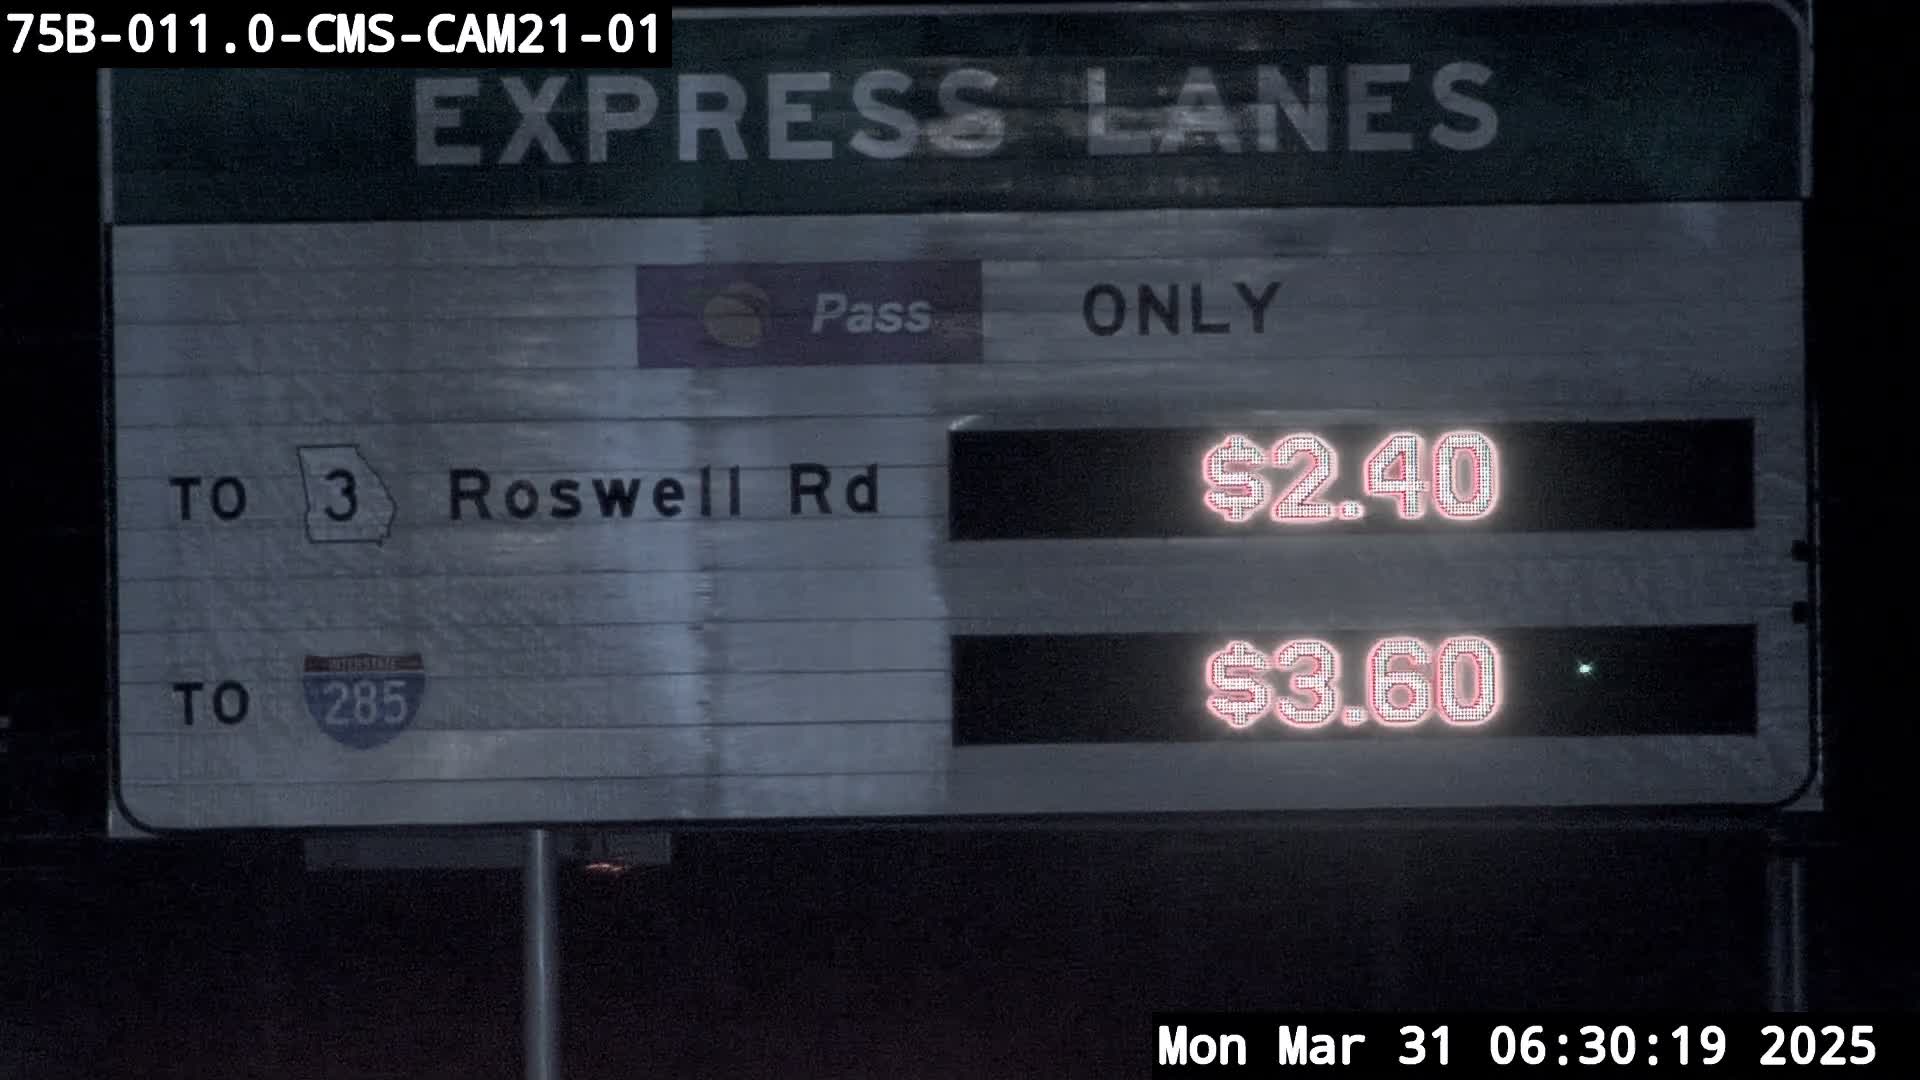 75B-011.0-CMS-CAM21-01
EXPRESS LANES
Pass ONLY
TO 3 Roswell Rd $2.40
INTERSTATE
TO 285 $3.60
Mon Mar 31 06:30:19 2025